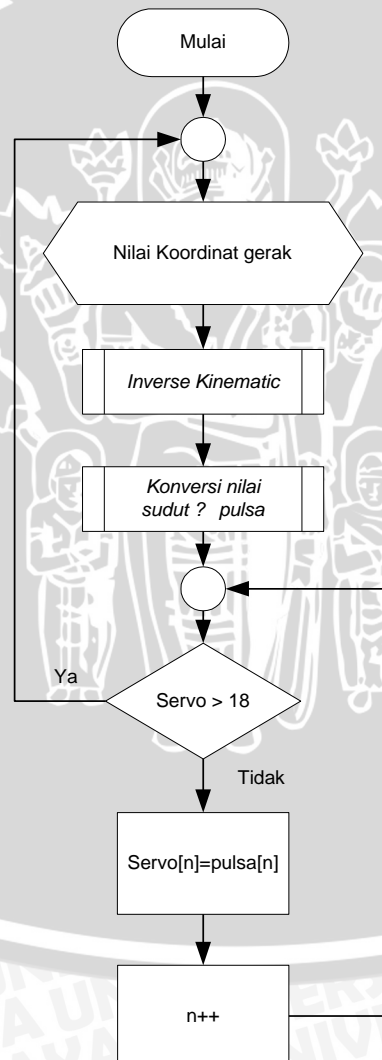 Mulai
Nilai Koordinat gerak
Inverse Kinematic
Konversi nilai
sudut ? pulsa
Ya
Servo > 18
Tidak
Servo[n]=pulsa[n]
n++